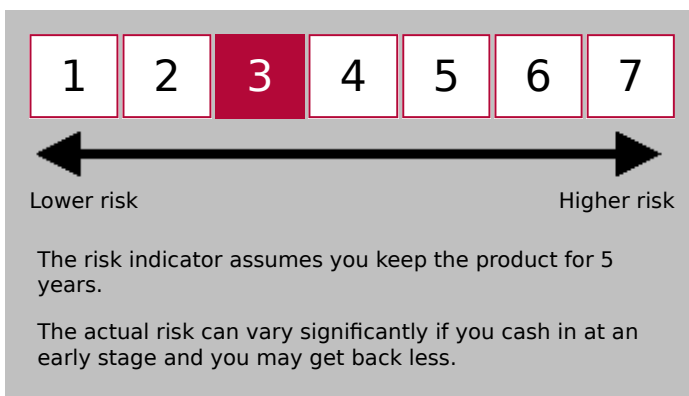 1 2 3 4 5 6 7
Lower risk Higher risk
The risk indicator assumes you keep the product for 5
years.
The actual risk can vary significantly if you cash in at an
early stage and you may get back less.